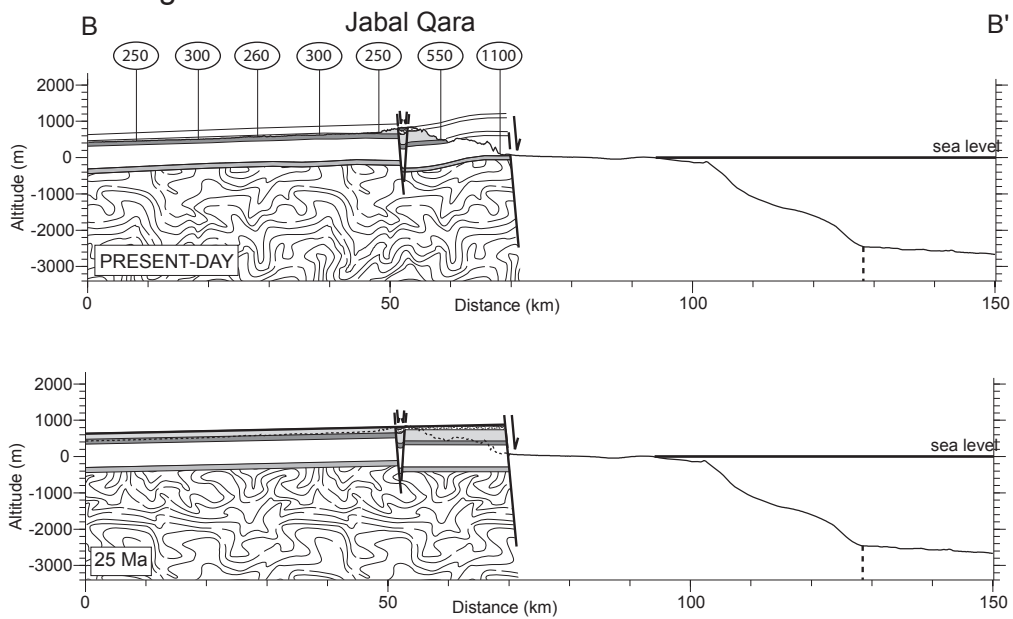 B Jabal Qara B'
250 300 260 300 250 550 1100
2000
1000
0
-1000
-2000
-3000
Altitude (m)
sea level
PRESENT-DAY
0 50 100 150
Distance (km)
2000
1000
0
-1000
-2000
-3000
Altitude (m)
sea level
25 Ma
0 50 100 150
Distance (km)